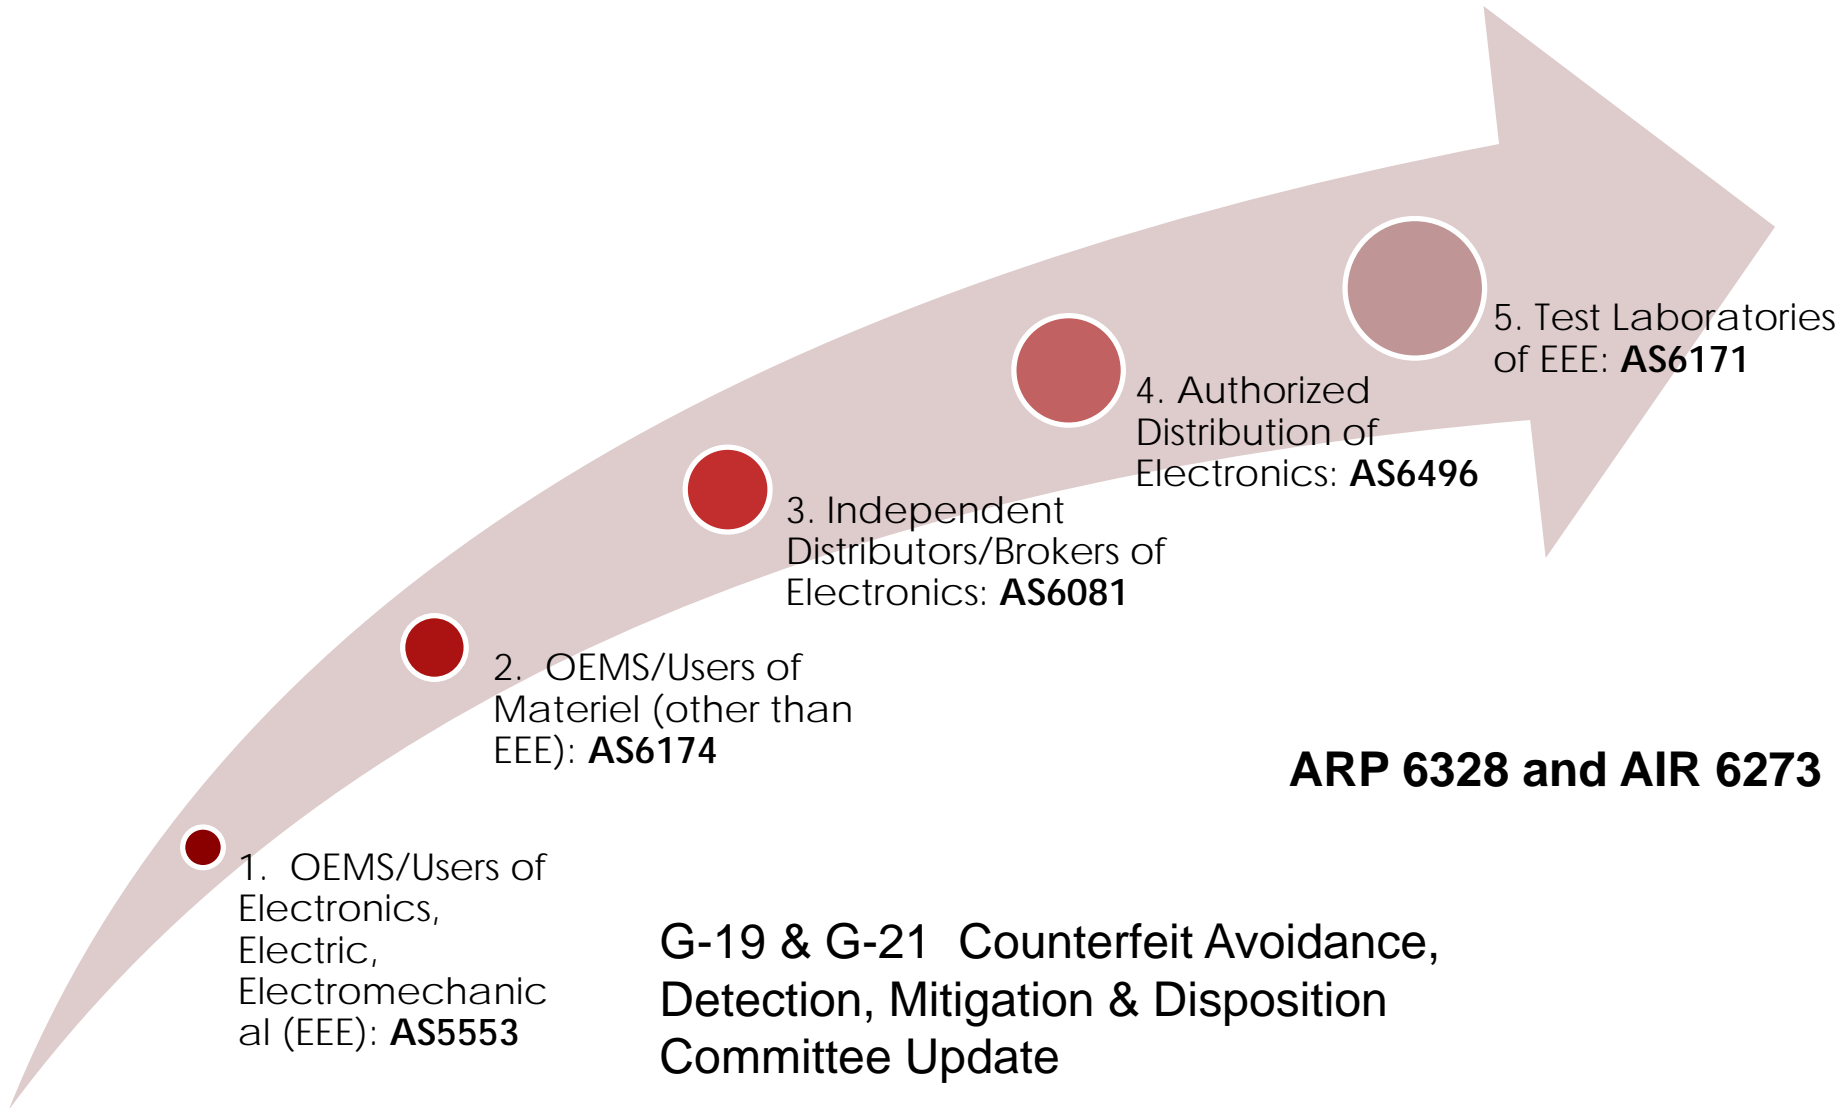 1. OEMS/Users of
Electronics,
Electric,
Electromechanic
al (EEE): AS5553
2. OEMS/Users of
Materiel (other than
EEE): AS6174
3. Independent
Distributors/Brokers of
Electronics: AS6081
4. Authorized
Distribution of
Electronics: AS6496
5. Test Laboratories
of EEE: AS6171
ARP 6328 and AIR 6273
G-19 & G-21 Counterfeit Avoidance,
Detection, Mitigation & Disposition
Committee Update